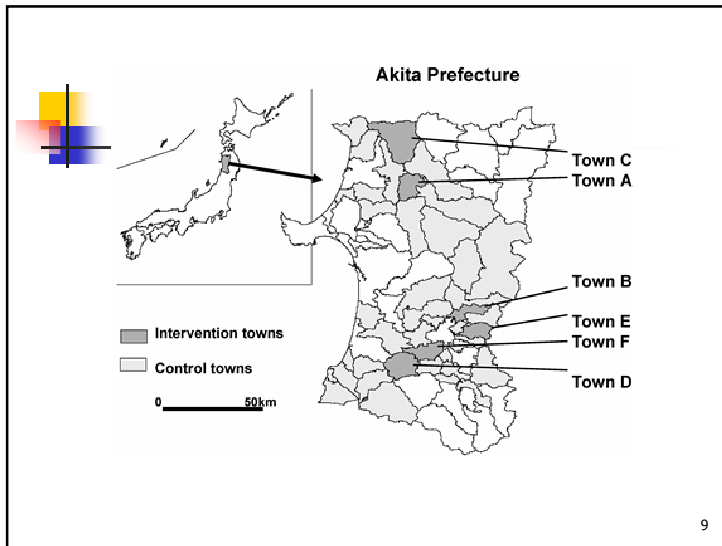 Akita Prefecture
Town C
Town A
Town B
Town E
Town F
Town D
Intervention towns
Control towns
0 50km
9